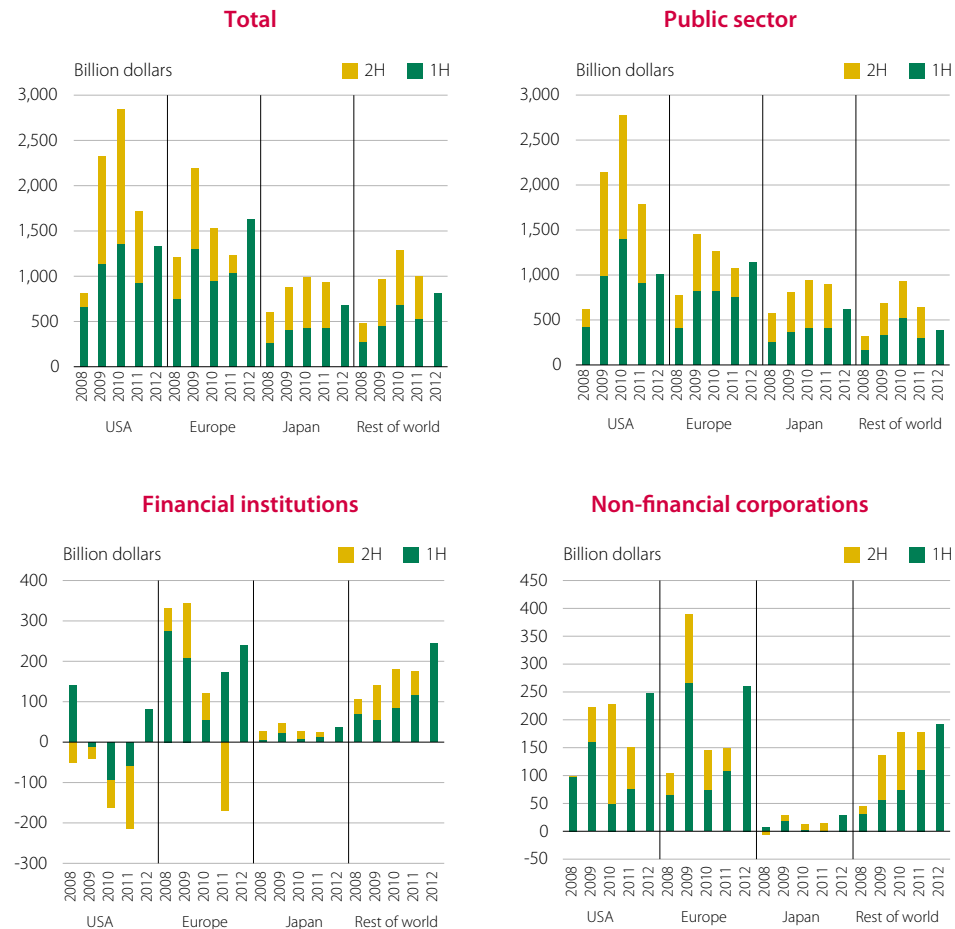 Total
Billion dollars 2H 1H
3,000
2,500
2,000
1,500
1,000
500
0
2008 2009 2010 2011 2012 2008 2009 2010 2011 2012 2008 2009 2010 2011 2012 2008 2009 2010 2011 2012
USA Europe Japan Rest of world
Public sector
Billion dollars 2H 1H
3,000
2,500
2,000
1,500
1,000
500
0
2008 2009 2010 2011 2012 2008 2009 2010 2011 2012 2008 2009 2010 2011 2012 2008 2009 2010 2011 2012
USA Europe Japan Rest of world
Financial institutions
Billion dollars 2H 1H
400
300
200
100
0
-100
-200
-300
2008 2009 2010 2011 2012 2008 2009 2010 2011 2012 2008 2009 2010 2011 2012 2008 2009 2010 2011 2012
USA Europe Japan Rest of world
Non-financial corporations
Billion dollars 2H 1H
450
400
350
300
250
200
150
100
50
0
-50
2008 2009 2010 2011 2012 2008 2009 2010 2011 2012 2008 2009 2010 2011 2012 2008 2009 2010 2011 2012
USA Europe Japan Rest of world